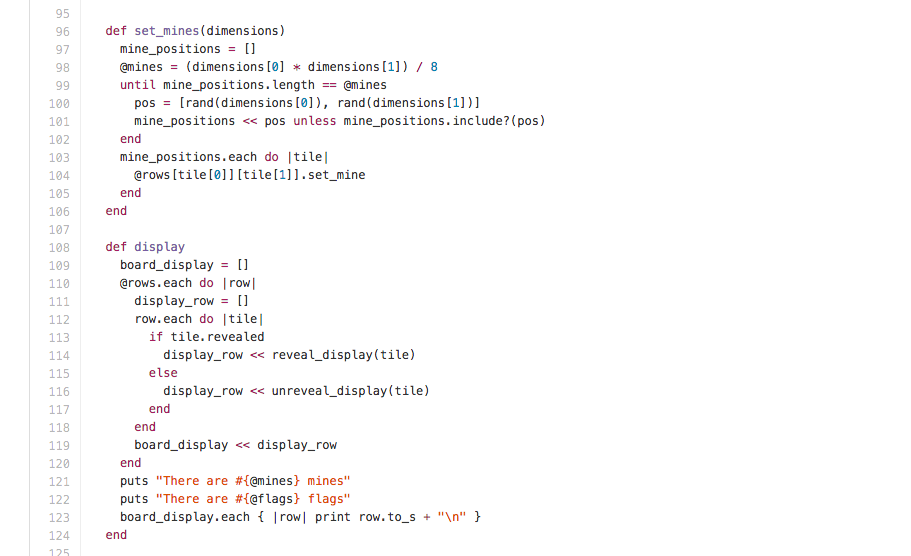 95
96 def set_mines(dimensions)
97 mine_positions = []
98 @mines = (dimensions[0] * dimensions[1]) / 8
99 until mine_positions.length == @mines
100 pos = [rand(dimensions[0]), rand(dimensions[1])]
101 mine_positions << pos unless mine_positions.include?(pos)
102 end
103 mine_positions.each do |tile|
104 @rows[tile[0]][tile[1]].set_mine
105 end
106 end
107
108 def display
109 board_display = []
110 @rows.each do |row|
111 display_row = []
112 row.each do |tile|
113 if tile.revealed
114 display_row << reveal_display(tile)
115 else
116 display_row << unreveal_display(tile)
117 end
118 end
119 board_display << display_row
120 end
121 puts "There are #{@mines} mines"
122 puts "There are #{@flags} flags"
123 board_display.each { |row| print row.to_s + "\n" }
124 end
125